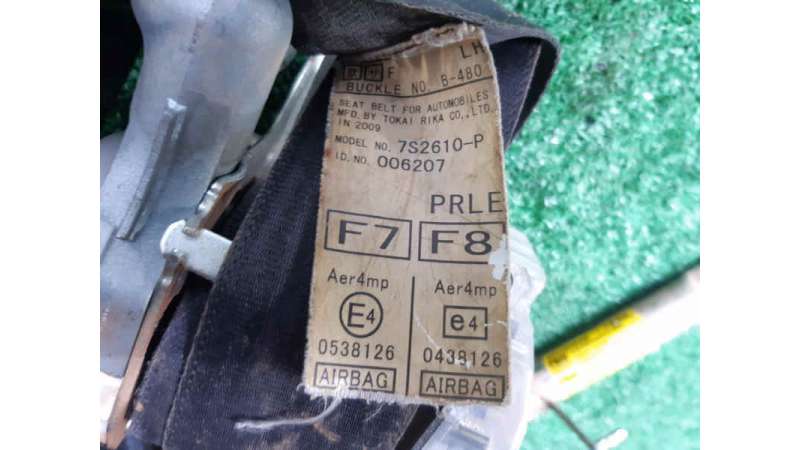 LH
F
BUCKLE NO. B-480
SEAT BELT FOR AUTOMOBILES
MFD. BY TOKAI RIKA CO.,LTD.
IN 2009
MODEL NO. 7S2610-P
I.D. NO. 006207
PRLE
F7 F8
Aer4mp Aer4mp
E4 e4
0538126 0438126
AIRBAG AIRBAG